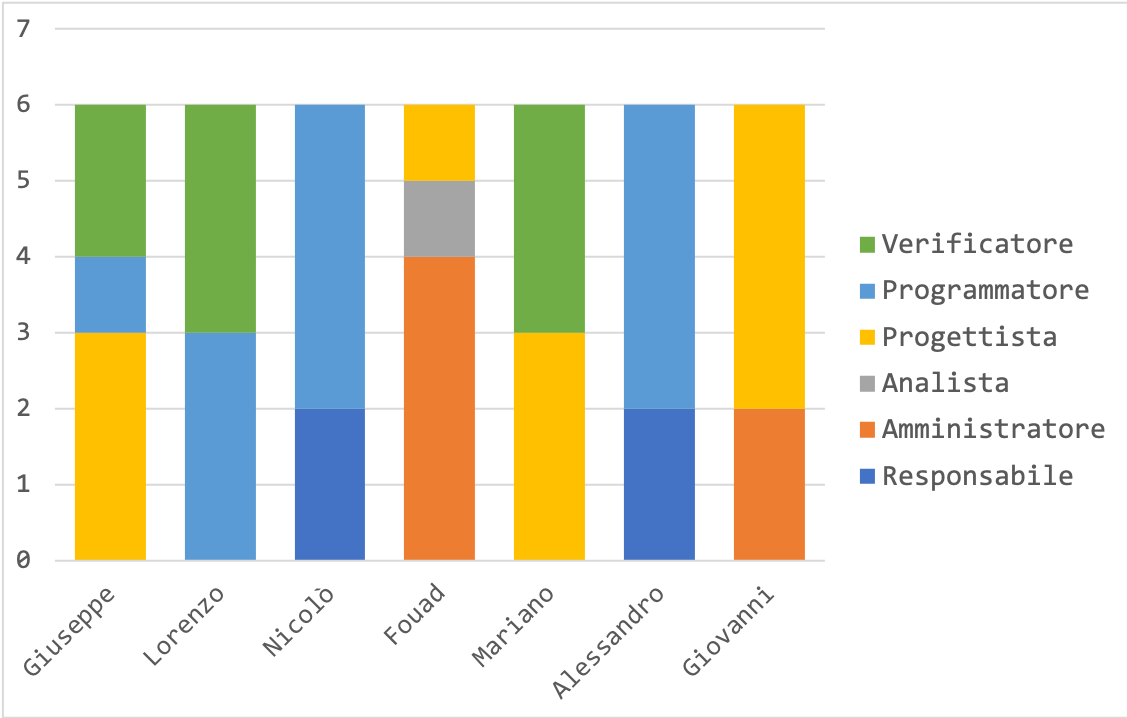 7
6
5
4
3
2
1
0
Giuseppe
Lorenzo
Nicolò
Fouad
Mariano
Alessandro
Giovanni
Verificatore
Programmatore
Progettista
Analista
Amministratore
Responsabile